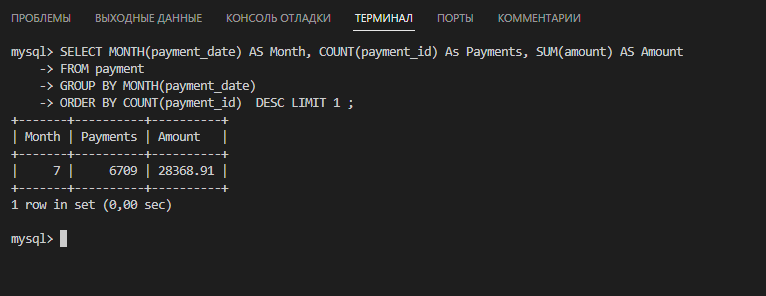 ПРОБЛЕМЫ ВЫХОДНЫЕ ДАННЫЕ КОНСОЛЬ ОТЛАДКИ ТЕРМИНАЛ ПОРТЫ КОММЕНТАРИИ
mysql> SELECT MONTH(payment_date) AS Month, COUNT(payment_id) As Payments, SUM(amount) AS Amount
    -> FROM payment
    -> GROUP BY MONTH(payment_date)
    -> ORDER BY COUNT(payment_id)  DESC LIMIT 1 ;
+-------+----------+----------+
| Month | Payments | Amount   |
+-------+----------+----------+
|     7 |     6709 | 28368.91 |
+-------+----------+----------+
1 row in set (0,00 sec)
mysql>